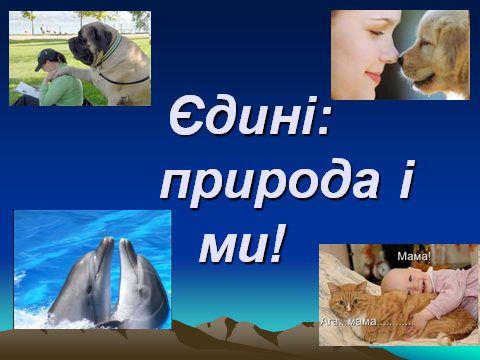 Єдині:
природа і
ми!
Мама!
Ага...мама............